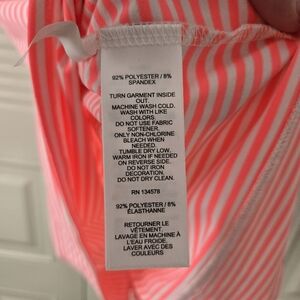 92% POLYESTER / 8%
SPANDEX
TURN GARMENT INSIDE
OUT.
MACHINE WASH COLD.
WASH WITH LIKE
COLORS.
DO NOT USE FABRIC
SOFTENER.
ONLY NON-CHLORINE
BLEACH WHEN
NEEDED.
TUMBLE DRY LOW.
WARM IRON IF NEEDED
ON REVERSE SIDE.
DO NOT IRON
DECORATION.
DO NOT DRY CLEAN.
RN 134578
92% POLYESTER / 8%
ÉLASTHANNE
RETOURNER LE
VÊTEMENT.
LAVAGE EN MACHINE À
L'EAU FROIDE.
LAVER AVEC DES
COULEURS